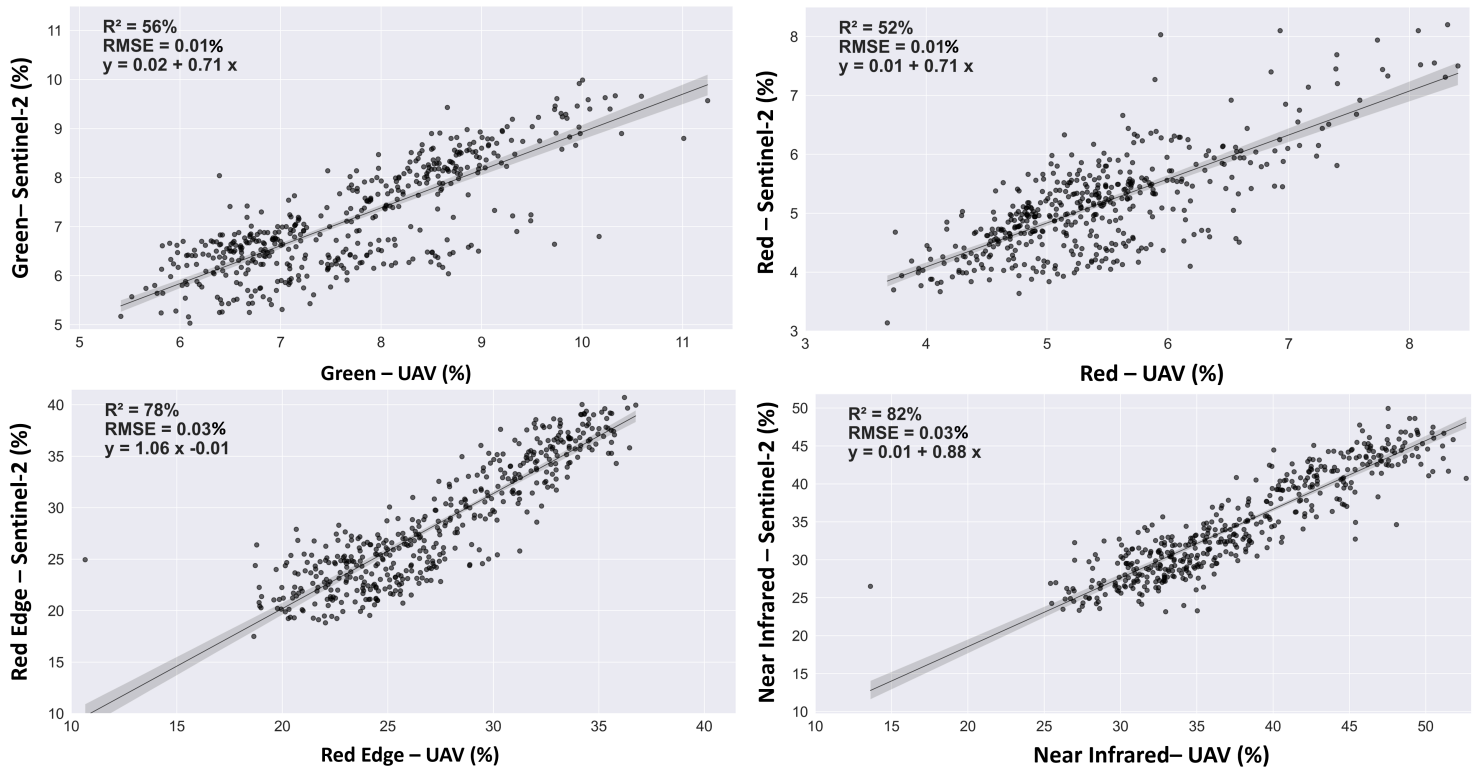 R² = 56%
RMSE = 0.01%
y = 0.02 + 0.71 x
Green– Sentinel-2 (%)
11
10
9
8
7
6
5
5 6 7 8 9 10 11
Green – UAV (%)
R² = 52%
RMSE = 0.01%
y = 0.01 + 0.71 x
Red – Sentinel-2 (%)
8
7
6
5
4
3
3 4 5 6 7 8
Red – UAV (%)
R² = 78%
RMSE = 0.03%
y = 1.06 x -0.01
Red Edge – Sentinel-2 (%)
40
35
30
25
20
15
10
10 15 20 25 30 35 40
Red Edge – UAV (%)
R² = 82%
RMSE = 0.03%
y = 0.01 + 0.88 x
Near Infrared – Sentinel-2 (%)
50
45
40
35
30
25
20
15
10
10 15 20 25 30 35 40 45 50
Near Infrared– UAV (%)